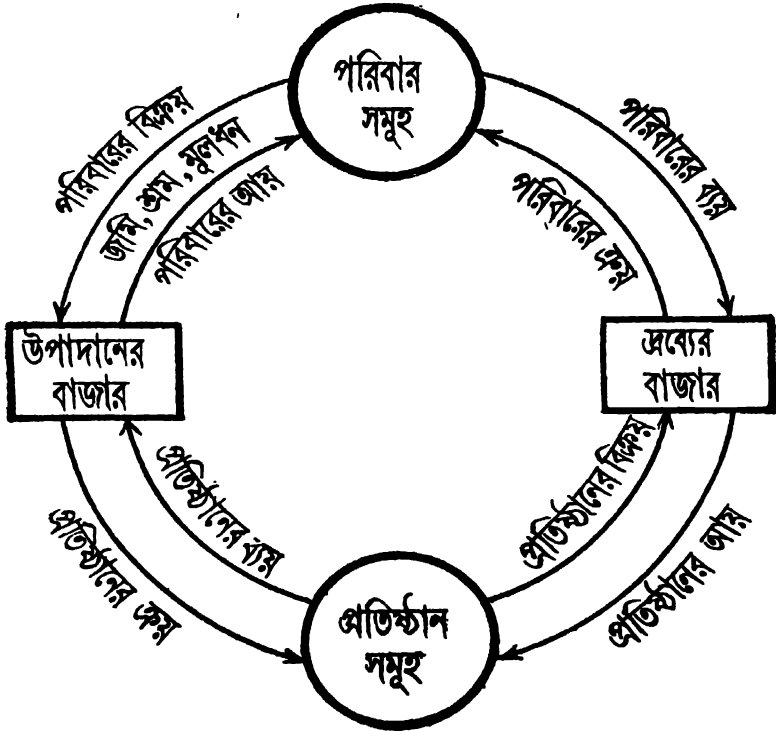 পরিবার
সমূহ
পরিবারের বিক্রয়
জমি, শ্রম, মূলধন
পরিবারের আয়
পরিবারের ব্যয়
পরিবারের ক্রয়
উপাদানের
বাজার
দ্রব্যের
বাজার
প্রতিষ্ঠানের ব্যয়
প্রতিষ্ঠানের ক্রয়
প্রতিষ্ঠানের বিক্রয়
প্রতিষ্ঠানের আয়
প্রতিষ্ঠান
সমূহ